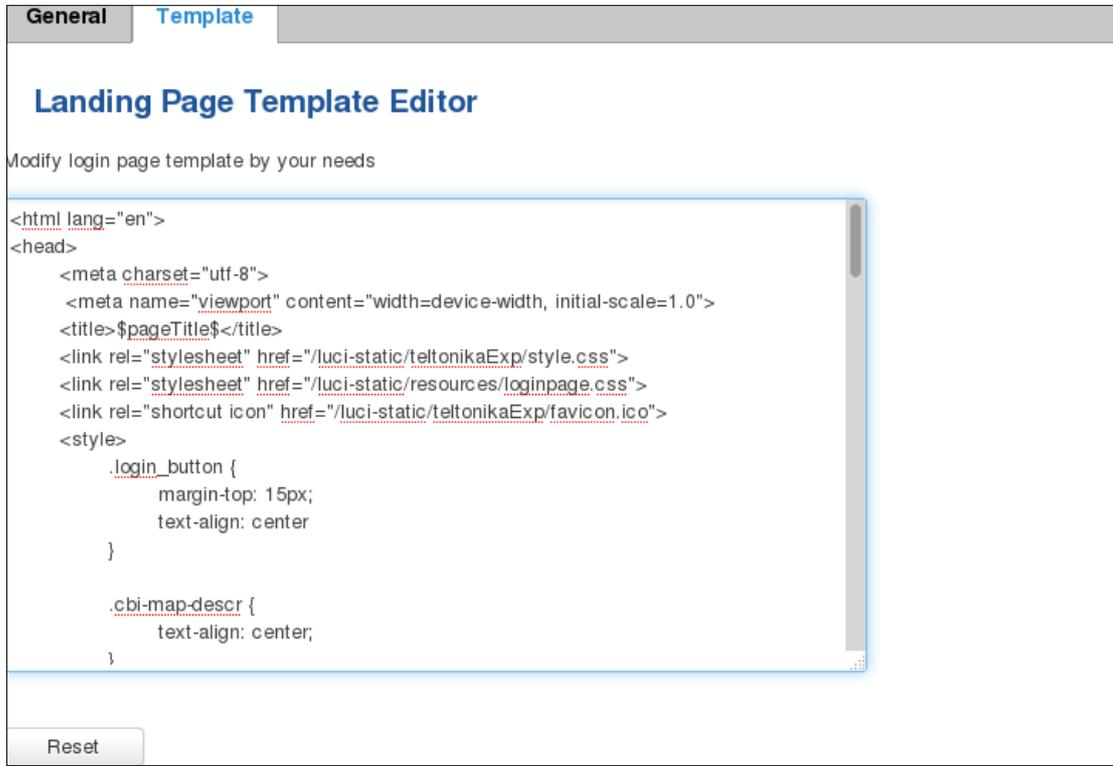 General Template
Landing Page Template Editor
Modify login page template by your needs
<html lang="en">
<head>
<meta charset="utf-8">
<meta name="viewport" content="width=device-width, initial-scale=1.0">
<title>$pageTitle$</title>
<link rel="stylesheet" href="/luci-static/teltonikaExp/style.css">
<link rel="stylesheet" href="/luci-static/resources/loginpage.css">
<link rel="shortcut icon" href="/luci-static/teltonikaExp/favicon.ico">
<style>
.login_button {
margin-top: 15px;
text-align: center
}
.cbi-map-descr {
text-align: center;
}
Reset